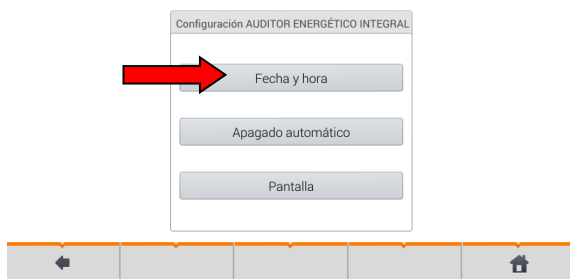 Configuración AUDITOR ENERGÉTICO INTEGRAL
Fecha y hora
Apagado automático
Pantalla